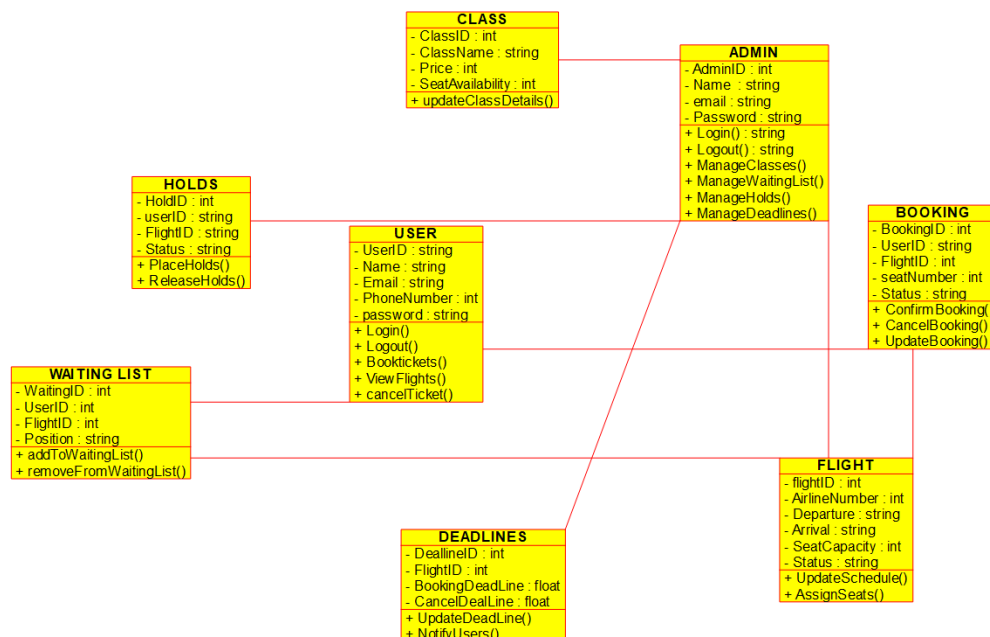 CLASS
- ClassID : int
- ClassName : string
- Price : int
- SeatAvailability : int
+ updateClassDetails()
ADMIN
- AdminID : int
- Name : string
- email : string
- Password : string
+ Login() : string
+ Logout() : string
+ ManageClasses()
+ ManageWaitingList()
+ ManageHolds()
+ ManageDeadlines()
HOLDS
- HoldID : int
- userID : string
- FlightID : string
- Status : string
+ PlaceHolds()
+ ReleaseHolds()
USER
- UserID : string
- Name : string
- Email : string
- PhoneNumber : int
- password : string
+ Login()
+ Logout()
+ Booktickets()
+ ViewFlights()
+ cancelTicket()
BOOKING
- BookingID : int
- UserID : string
- FlightID : int
- seatNumber : int
- Status : string
+ ConfirmBooking(
+ CancelBooking()
+ UpdateBooking()
WAITING LIST
- WaitingID : int
- UserID : int
- FlightID : int
- Position : string
+ addToWaitingList()
+ removeFromWaitingList()
FLIGHT
- flightID : int
- AirlineNumber : int
- Departure : string
- Arrival : string
- SeatCapacity : int
- Status : string
+ UpdateSchedule()
+ AssignSeats()
DEADLINES
- DeallineID : int
- FlightID : int
- BookingDeadLine : float
- CancelDealLine : float
+ UpdateDeadLine()
+ NotifyUsers()